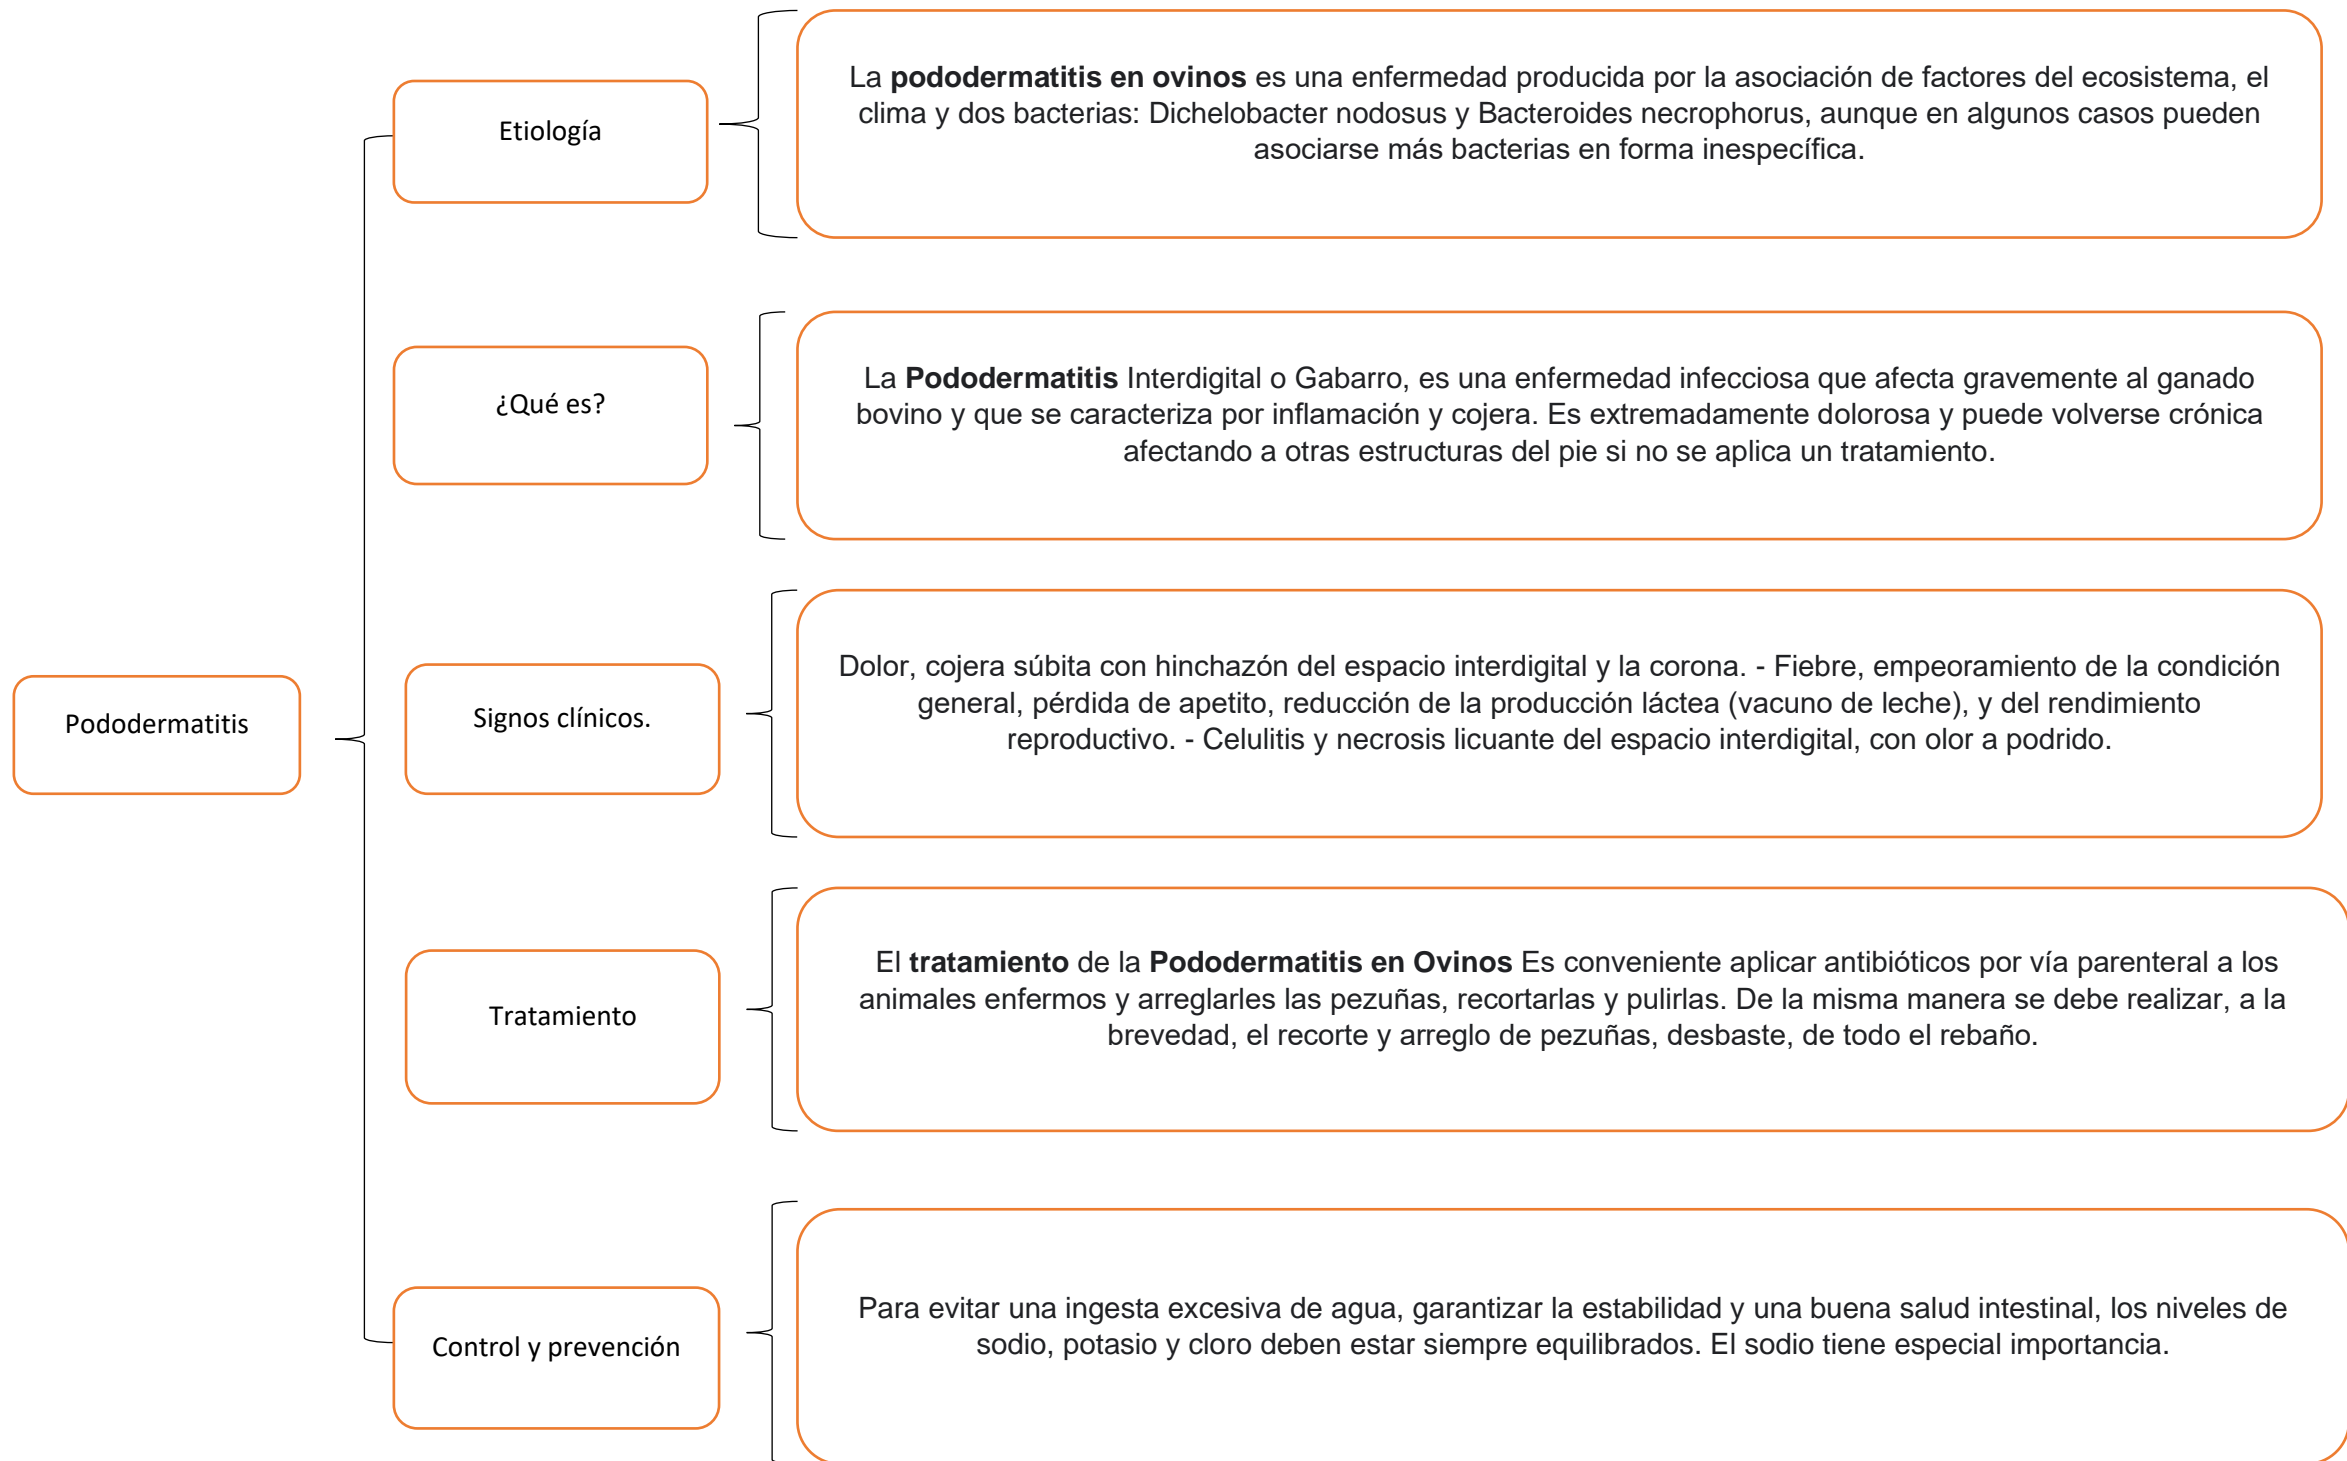 Pododermatitis
Etiología
La pododermatitis en ovinos es una enfermedad producida por la asociación de factores del ecosistema, el
clima y dos bacterias: Dichelobacter nodosus y Bacteroides necrophorus, aunque en algunos casos pueden
asociarse más bacterias en forma inespecífica.
¿Qué es?
La Pododermatitis Interdigital o Gabarro, es una enfermedad infecciosa que afecta gravemente al ganado
bovino y que se caracteriza por inflamación y cojera. Es extremadamente dolorosa y puede volverse crónica
afectando a otras estructuras del pie si no se aplica un tratamiento.
Signos clínicos.
Dolor, cojera súbita con hinchazón del espacio interdigital y la corona. - Fiebre, empeoramiento de la condición
general, pérdida de apetito, reducción de la producción láctea (vacuno de leche), y del rendimiento
reproductivo. - Celulitis y necrosis licuante del espacio interdigital, con olor a podrido.
Tratamiento
El tratamiento de la Pododermatitis en Ovinos Es conveniente aplicar antibióticos por vía parenteral a los
animales enfermos y arreglarles las pezuñas, recortarlas y pulirlas. De la misma manera se debe realizar, a la
brevedad, el recorte y arreglo de pezuñas, desbaste, de todo el rebaño.
Control y prevención
Para evitar una ingesta excesiva de agua, garantizar la estabilidad y una buena salud intestinal, los niveles de
sodio, potasio y cloro deben estar siempre equilibrados. El sodio tiene especial importancia.